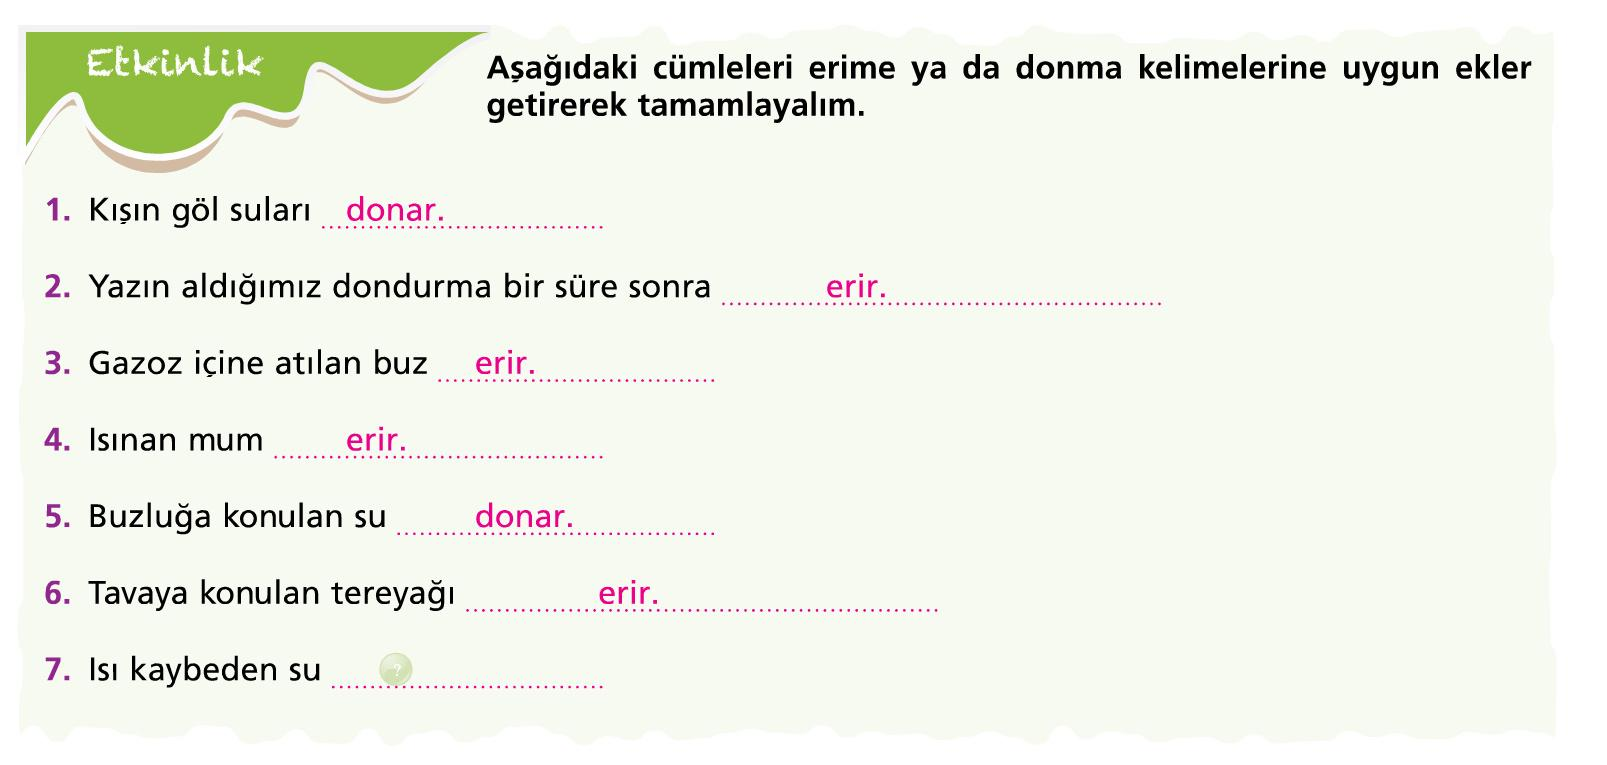 Etkinlik
Aşağıdaki cümleleri erime ya da donma kelimelerine uygun ekler
getirerek tamamlayalım.
1. Kışın göl suları donar.
2. Yazın aldığımız dondurma bir süre sonra erir.
3. Gazoz içine atılan buz erir.
4. Isınan mum erir.
5. Buzluğa konulan su donar.
6. Tavaya konulan tereyağı erir.
7. Isı kaybeden su ?